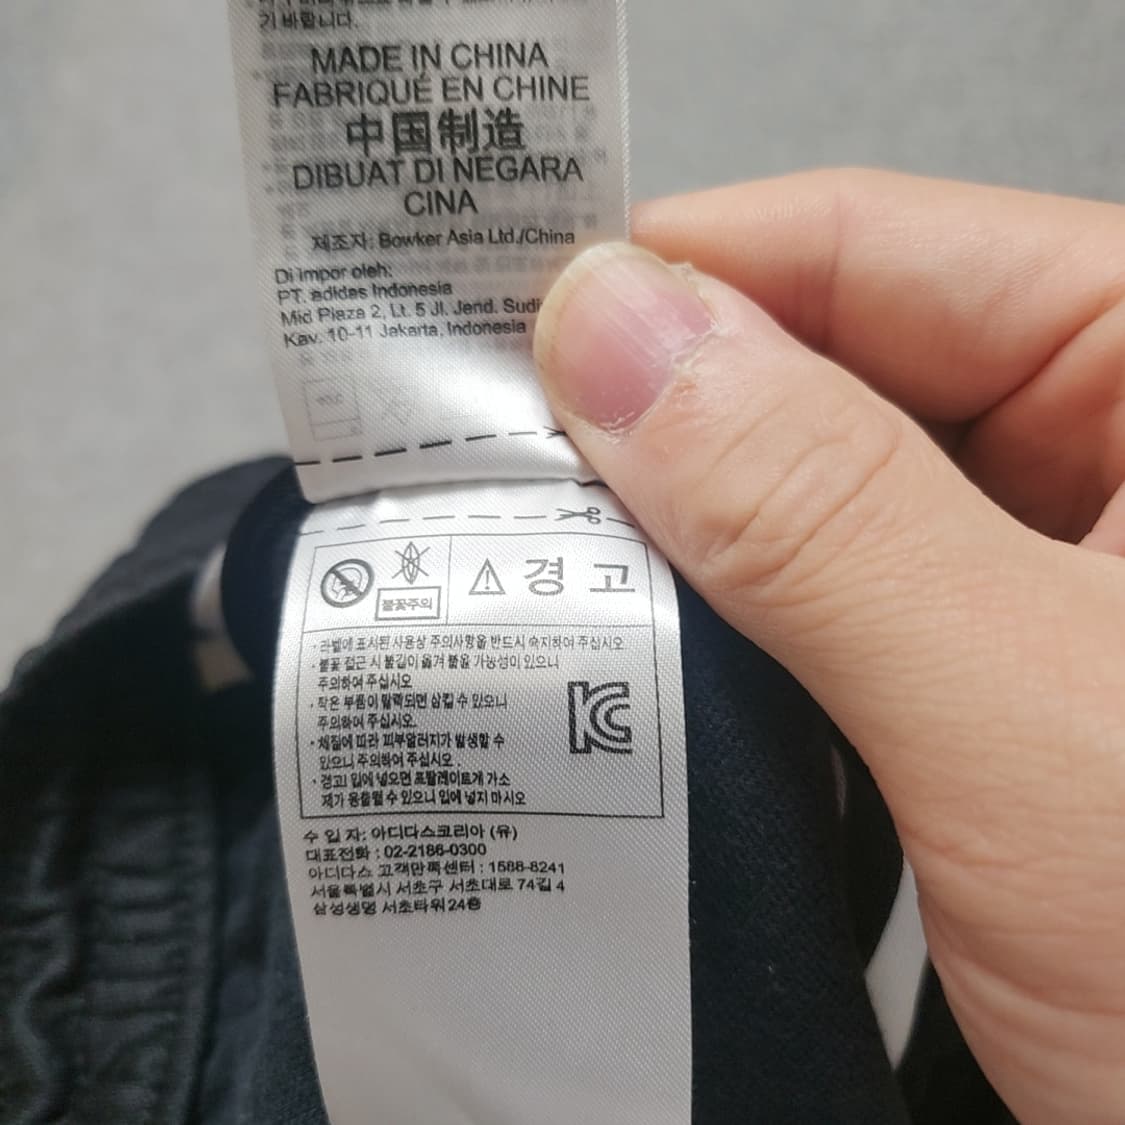 기 바랍니다.
MADE IN CHINA
FABRIQUÉ EN CHINE
中国制造
DIBUAT DI NEGARA
CINA
제조자: Bowker Asia Ltd./China
Di impor oleh:
PT. adidas Indonesia
Mid Plaza 2, Lt. 5 Jl. Jend. Sudi
Kav. 10-11 Jakarta, Indonesia
불꽃주의
경 고
· 라벨에 표시된 사용상 주의사항을 반드시 숙지하여 주십시오
· 불꽃 접근 시 불길이 옮겨 붙을 가능성이 있으니
주의하여 주십시오
· 작은 부품이 탈락되면 삼킬 수 있으니
주의하여 주십시오.
· 체질에 따라 피부알러지가 발생할 수
있으니 주의하여 주십시오.
· 경고! 입에 넣으면 프탈레이트계 가소
제가 용출될 수 있으니 입에 넣지 마시오
KC
수 입 자: 아디다스코리아 (유)
대표전화 : 02-2186-0300
아디다스 고객만족센터 : 1588-8241
서울특별시 서초구 서초대로 74길 4
삼성생명 서초타워 24층